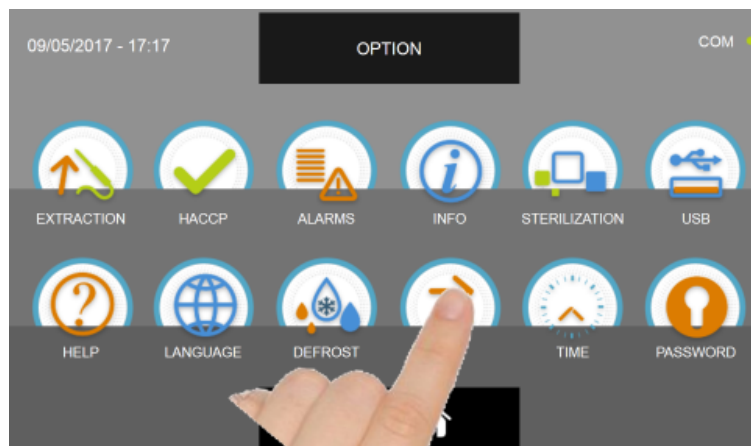 09/05/2017 - 17:17
OPTION
COM
EXTRACTION
HACCP
ALARMS
INFO
STERILIZATION
USB
HELP
LANGUAGE
DEFROST
TIME
PASSWORD